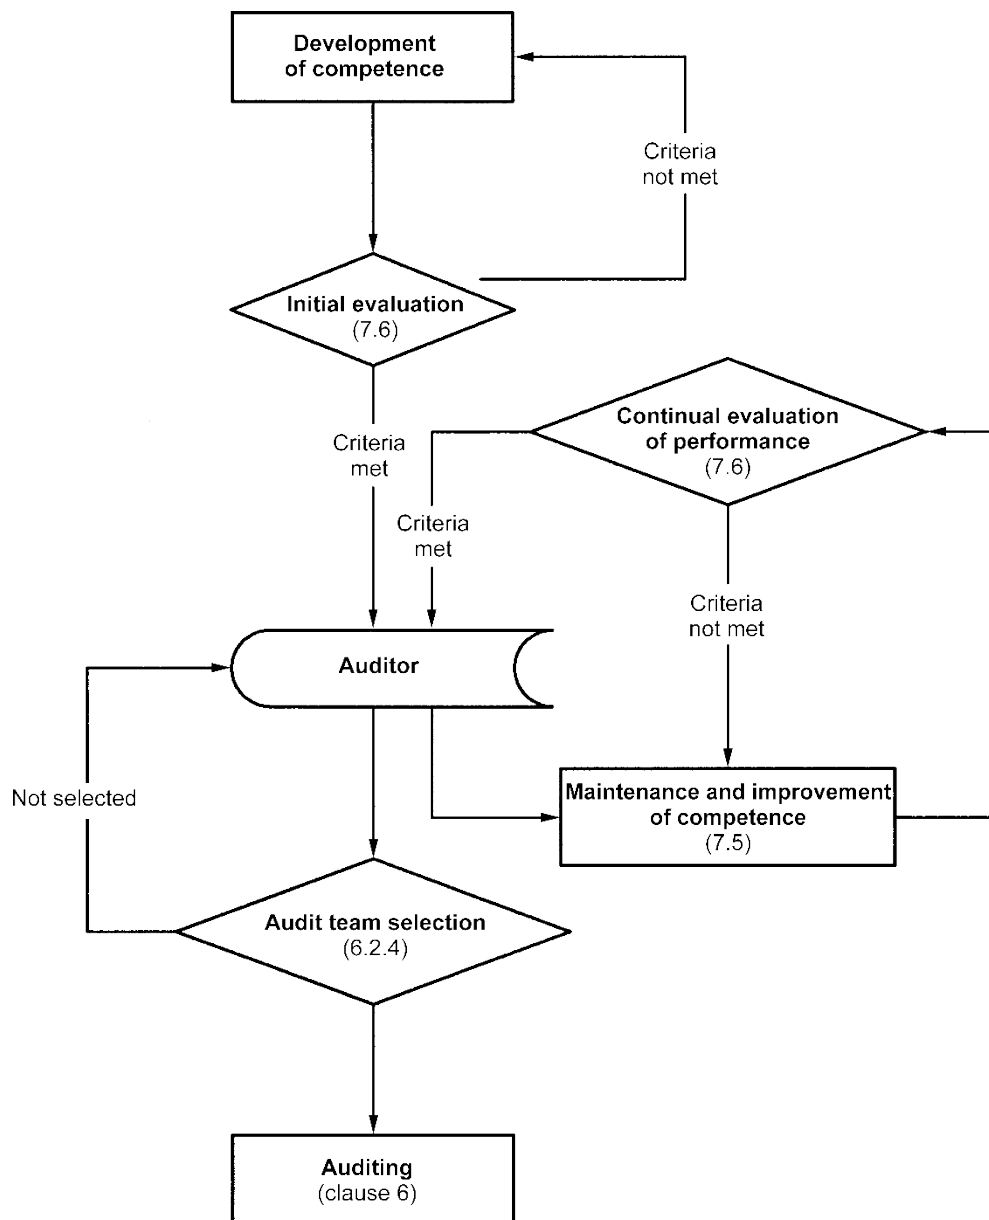 Development
of competence
Criteria
not met
Initial evaluation
(7.6)
Continual evaluation
of performance
(7.6)
Criteria
met
Criteria
met
Criteria
not met
Auditor
Not selected
Maintenance and improvement
of competence
(7.5)
Audit team selection
(6.2.4)
Auditing
(clause 6)